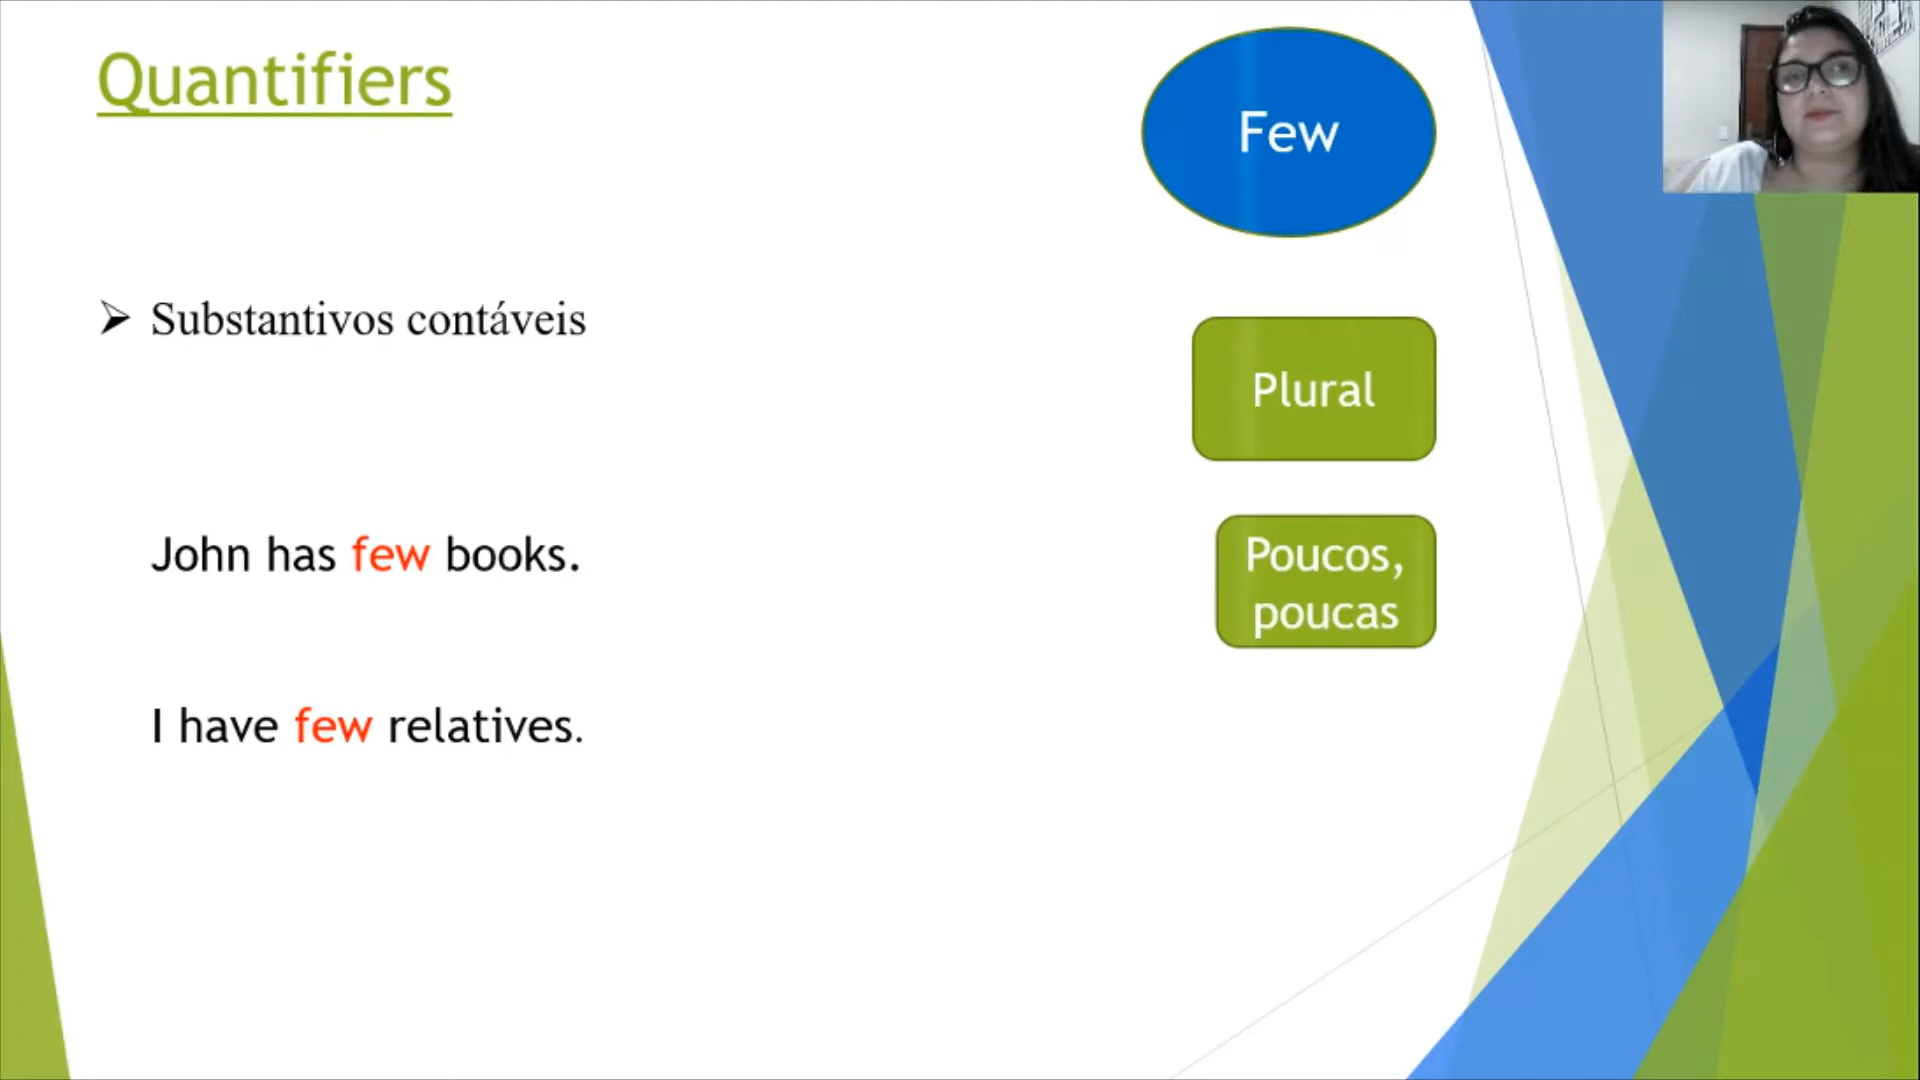 Quantifiers
Few
Substantivos contáveis
Plural
John has few books.
Poucos,
poucas
I have few relatives.